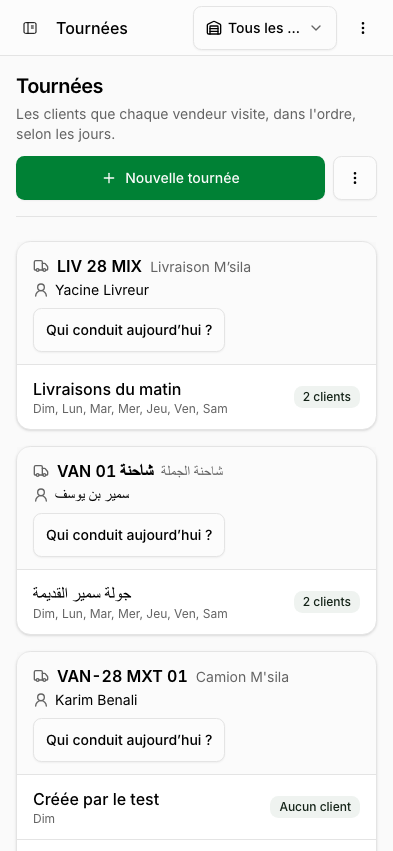 Tournées
Tous les ...
Tournées
Les clients que chaque vendeur visite, dans l'ordre,
selon les jours.
+ Nouvelle tournée
LIV 28 MIX Livraison M’sila
Yacine Livreur
Qui conduit aujourd’hui ?
Livraisons du matin
2 clients
Dim, Lun, Mar, Mer, Jeu, Ven, Sam
VAN 01 شاحنة شاحنة الجملة
سمير بن يوسف
Qui conduit aujourd’hui ?
جولة سمير القديمة
2 clients
Dim, Lun, Mar, Mer, Jeu, Ven, Sam
VAN-28 MXT 01 Camion M'sila
Karim Benali
Qui conduit aujourd’hui ?
Créée par le test
Aucun client
Dim